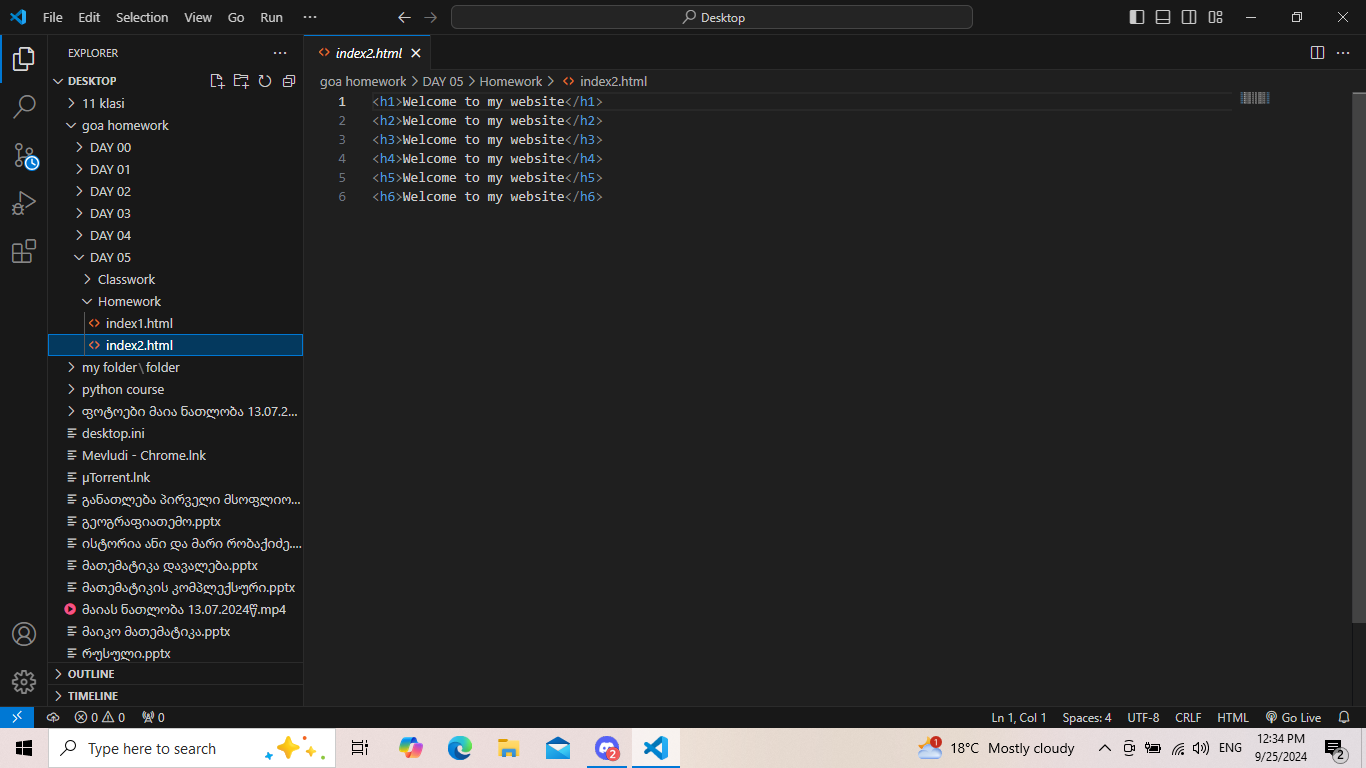 File Edit Selection View Go Run ···
Desktop
EXPLORER
DESKTOP
11 klasi
goa homework
DAY 00
DAY 01
DAY 02
DAY 03
DAY 04
DAY 05
Classwork
Homework
index1.html
index2.html
my folder\folder
python course
ფოტოები მაია ნათლობა 13.07.2...
desktop.ini
Mevludi - Chrome.lnk
µTorrent.lnk
განათლება პირველი მსოფლიო...
გეოგრაფიათემო.pptx
ისტორია ანი და მარი რობაქიძე....
მათემატიკა დავალება.pptx
მათემატიკის კომპლექსური.pptx
მაიას ნათლობა 13.07.2024წ.mp4
მაიკო მათემატიკა.pptx
რუსული.pptx
OUTLINE
TIMELINE
index2.html
goa homework > DAY 05 > Homework > index2.html
1 <h1>Welcome to my website</h1>
2 <h2>Welcome to my website</h2>
3 <h3>Welcome to my website</h3>
4 <h4>Welcome to my website</h4>
5 <h5>Welcome to my website</h5>
6 <h6>Welcome to my website</h6>
0 0 0 Ln 1, Col 1 Spaces: 4 UTF-8 CRLF HTML Go Live
Type here to search
2
1
18°C Mostly cloudy
ENG
12:34 PM
9/25/2024
2